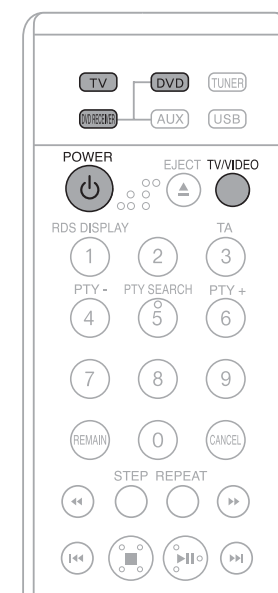 TV DVD TUNER
DVD RECEIVER AUX USB
POWER EJECT TV/VIDEO
RDS DISPLAY TA
1 2 3
PTY - PTY SEARCH PTY +
4 5 6
7 8 9
REMAIN 0 CANCEL
STEP REPEAT